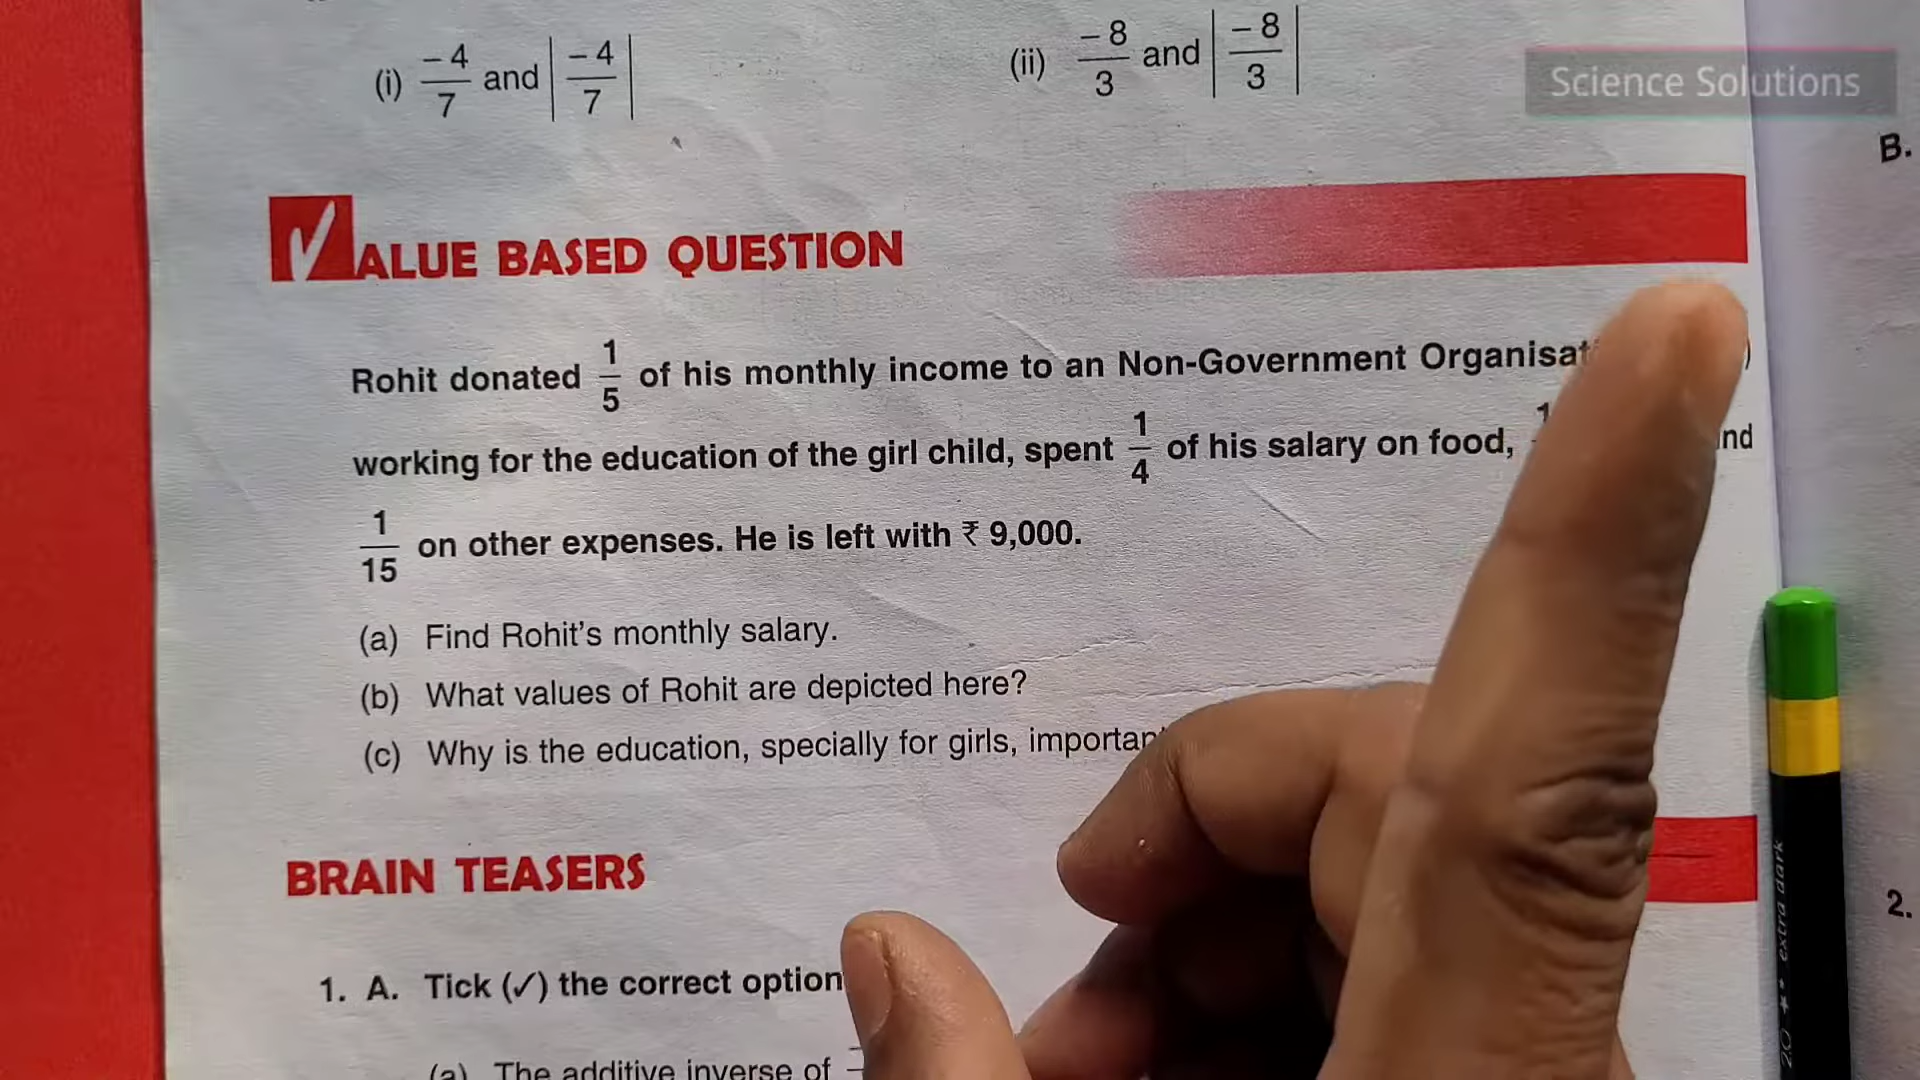 (i) -4/7 and |-4/7| (ii) -8/3 and |-8/3|
Science Solutions
B.
VALUE BASED QUESTION
Rohit donated 1/5 of his monthly income to an Non-Government
working for the education of the girl child, spent 1/4 of his salary on food,
1/15 on other expenses. He is left with ₹ 9,000.
(a) Find Rohit's monthly salary.
(b) What values of Rohit are depicted here?
(c) Why is the education, specially for girls,
BRAIN TEASERS
2.
1. A. Tick (✓) the correct option
(a) The additive inverse of
extra dark